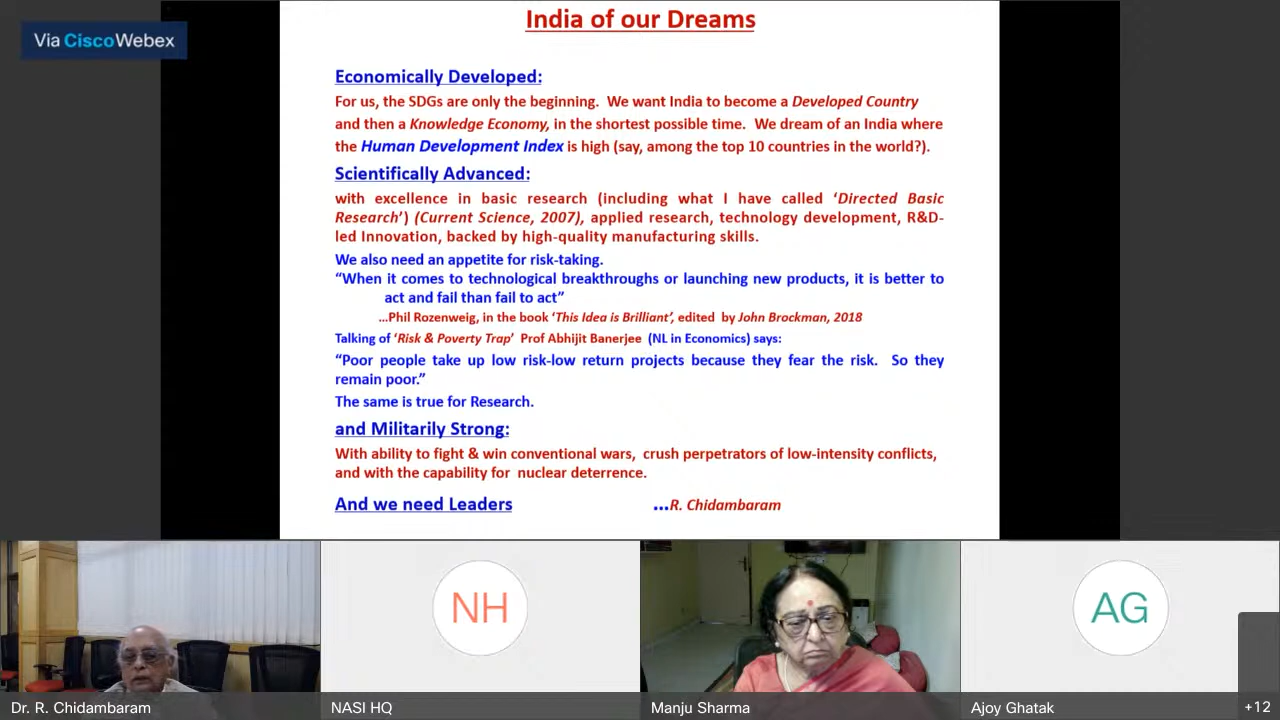 Via CiscoWebex
India of our Dreams
Economically Developed:
For us, the SDGs are only the beginning. We want India to become a Developed Country
and then a Knowledge Economy, in the shortest possible time. We dream of an India where
the Human Development Index is high (say, among the top 10 countries in the world?).
Scientifically Advanced:
with excellence in basic research (including what I have called ‘Directed Basic
Research’) (Current Science, 2007), applied research, technology development, R&D-
led Innovation, backed by high-quality manufacturing skills.
We also need an appetite for risk-taking.
“When it comes to technological breakthroughs or launching new products, it is better to
act and fail than fail to act”
…Phil Rozenweig, in the book ‘This Idea is Brilliant’, edited by John Brockman, 2018
Talking of ‘Risk & Poverty Trap’ Prof Abhijit Banerjee (NL in Economics) says:
“Poor people take up low risk-low return projects because they fear the risk. So they
remain poor.”
The same is true for Research.
and Militarily Strong:
With ability to fight & win conventional wars, crush perpetrators of low-intensity conflicts,
and with the capability for nuclear deterrence.
And we need Leaders …R. Chidambaram
NH
AG
Dr. R. Chidambaram
NASI HQ
Manju Sharma
Ajoy Ghatak
+12